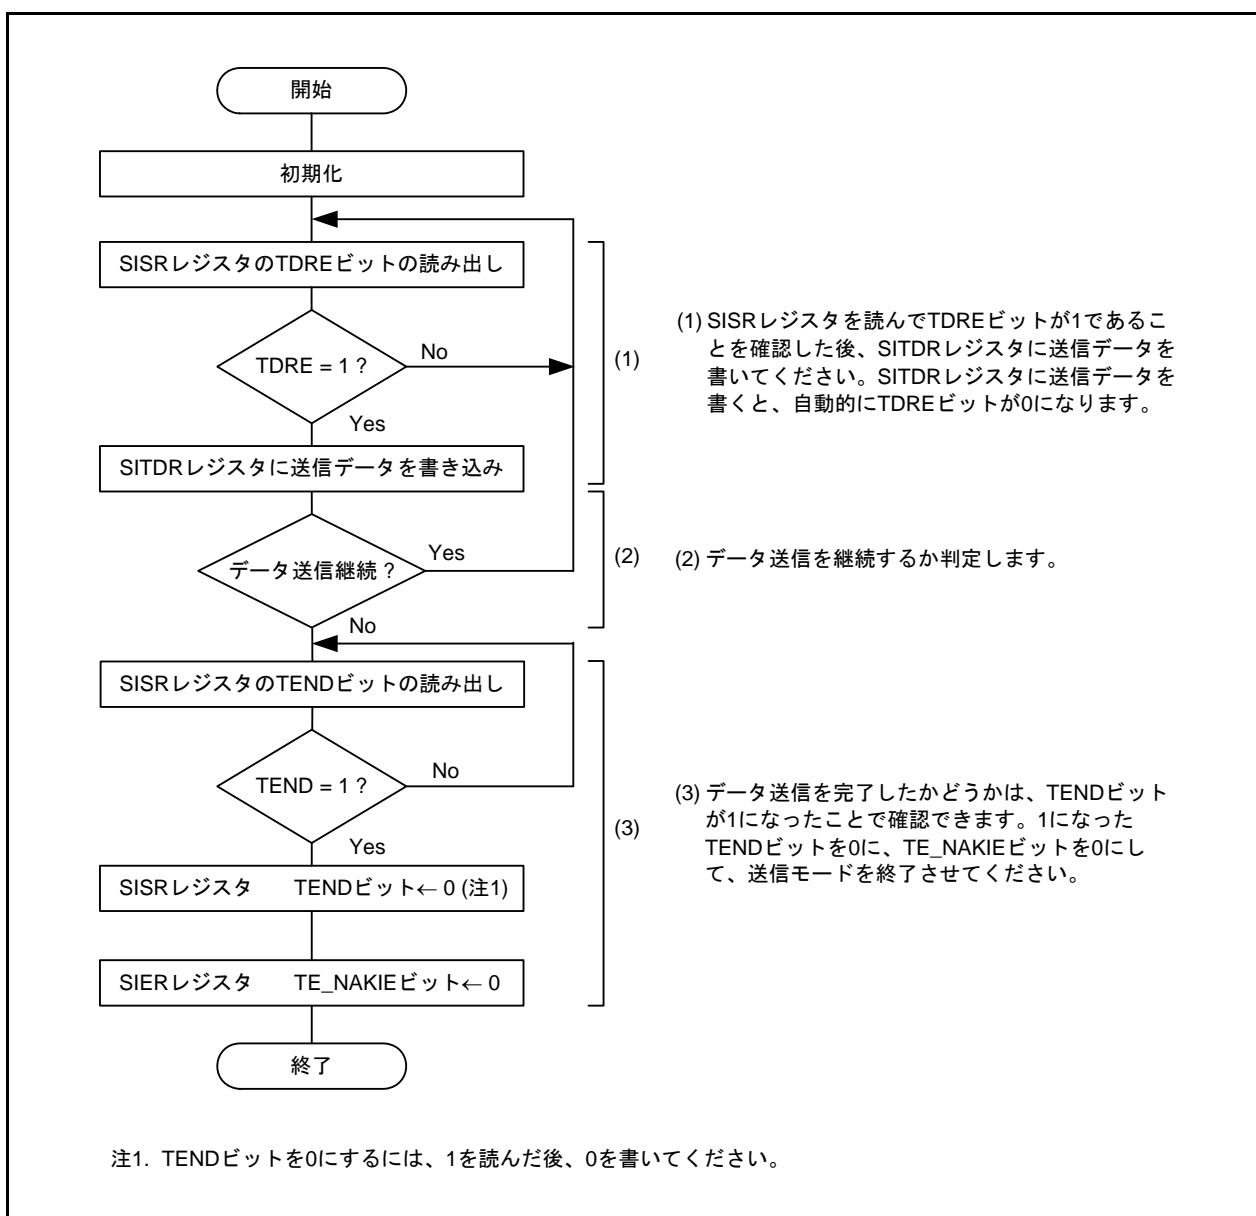 開始
初期化
SISRレジスタのTDREビットの読み出し
TDRE = 1 ?
No
Yes
SITDRレジスタに送信データを書き込み
(1)
(1) SISRレジスタを読んでTDREビットが1であるこ
とを確認した後、SITDRレジスタに送信データを
書いてください。SITDRレジスタに送信データを
書くと、自動的にTDREビットが0になります。
データ送信継続 ?
Yes
No
(2)
(2) データ送信を継続するか判定します。
SISRレジスタのTENDビットの読み出し
TEND = 1 ?
No
Yes
SISRレジスタ TENDビット← 0 (注1)
SIERレジスタ TE_NAKIEビット← 0
(3)
(3) データ送信を完了したかどうかは、TENDビット
が1になったことで確認できます。1になった
TENDビットを0に、TE_NAKIEビットを0にし
て、送信モードを終了させてください。
終了
注1. TENDビットを0にするには、1を読んだ後、0を書いてください。